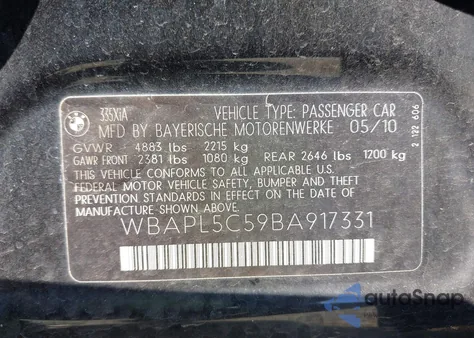 BMW
335XiA
VEHICLE TYPE: PASSENGER CAR
MFD BY BAYERISCHE MOTORENWERKE 05/10
GVWR 4883 lbs 2215 kg
GAWR FRONT 2381 lbs 1080 kg REAR 2646 lbs 1200 kg
THIS VEHICLE CONFORMS TO ALL APPLICABLE
FEDERAL MOTOR VEHICLE SAFETY, BUMPER AND THEFT
PREVENTION STANDARDS IN EFFECT ON THE DATE OF
MANUFACTURE SHOWN ABOVE.
WBAPL5C59BA917331
2 122 606
autoSnap